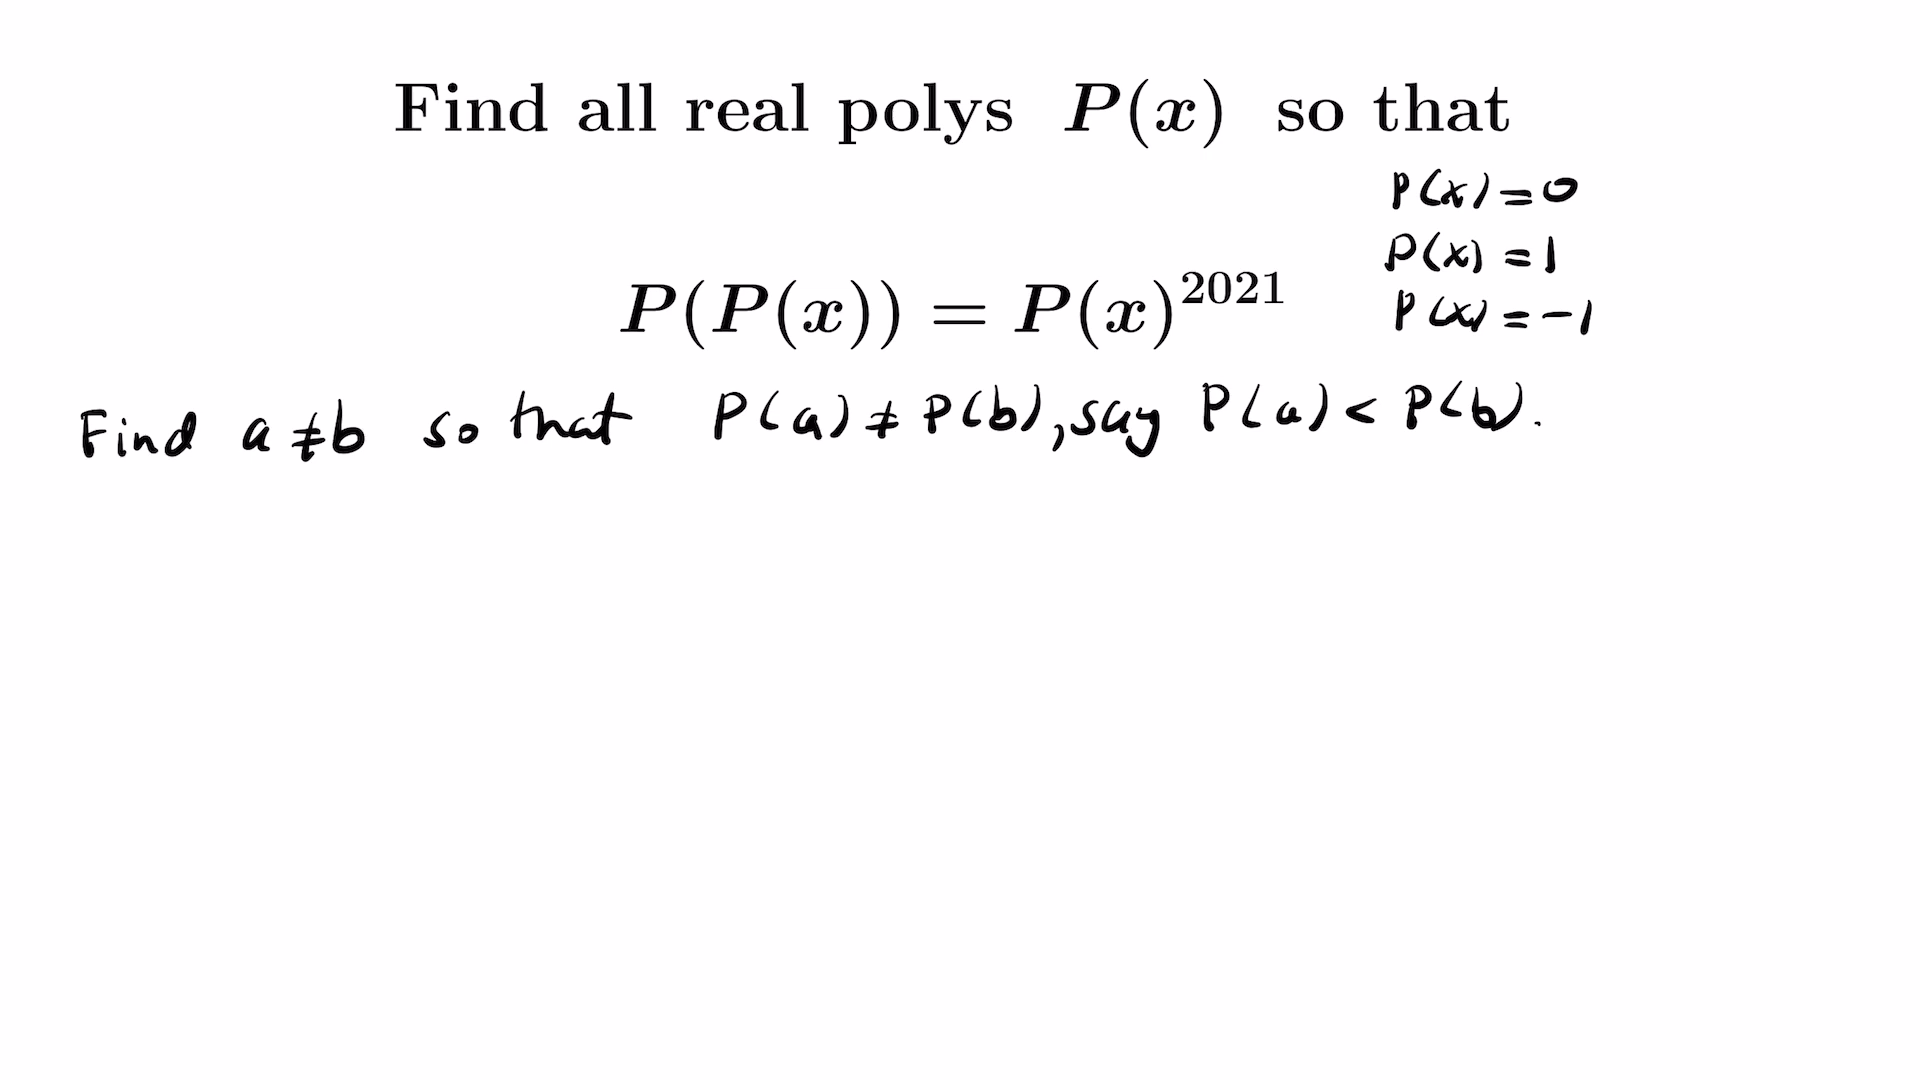 Find all real polys P(x) so that
P(x)=0
P(x)=1
P(P(x)) = P(x)^2021
P(x)=-1
Find a≠b so that P(a)≠P(b), say P(a)<P(b).